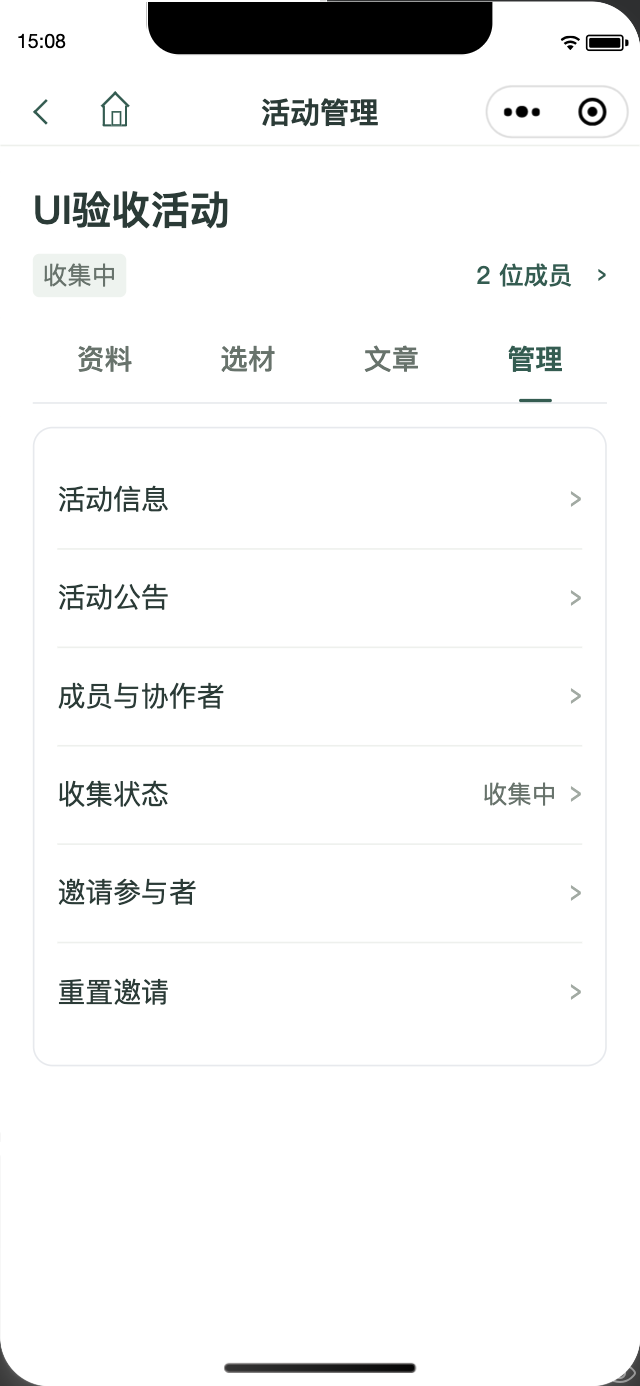 15:08
活动管理
UI验收活动
收集中
2 位成员 >
资料 选材 文章 管理
活动信息 >
活动公告 >
成员与协作者 >
收集状态 收集中 >
邀请参与者 >
重置邀请 >